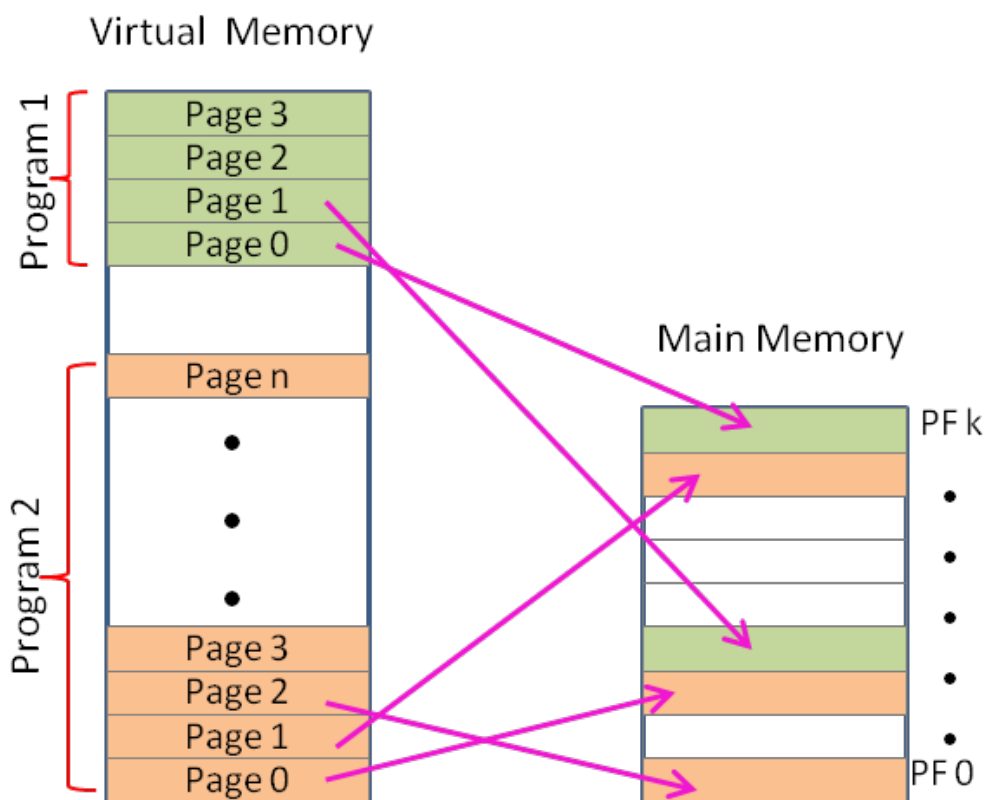 Virtual Memory
Program 1
Page 3
Page 2
Page 1
Page 0
Main Memory
Page n
PF k
Program 2
Page 3
Page 2
Page 1
Page 0
PF 0